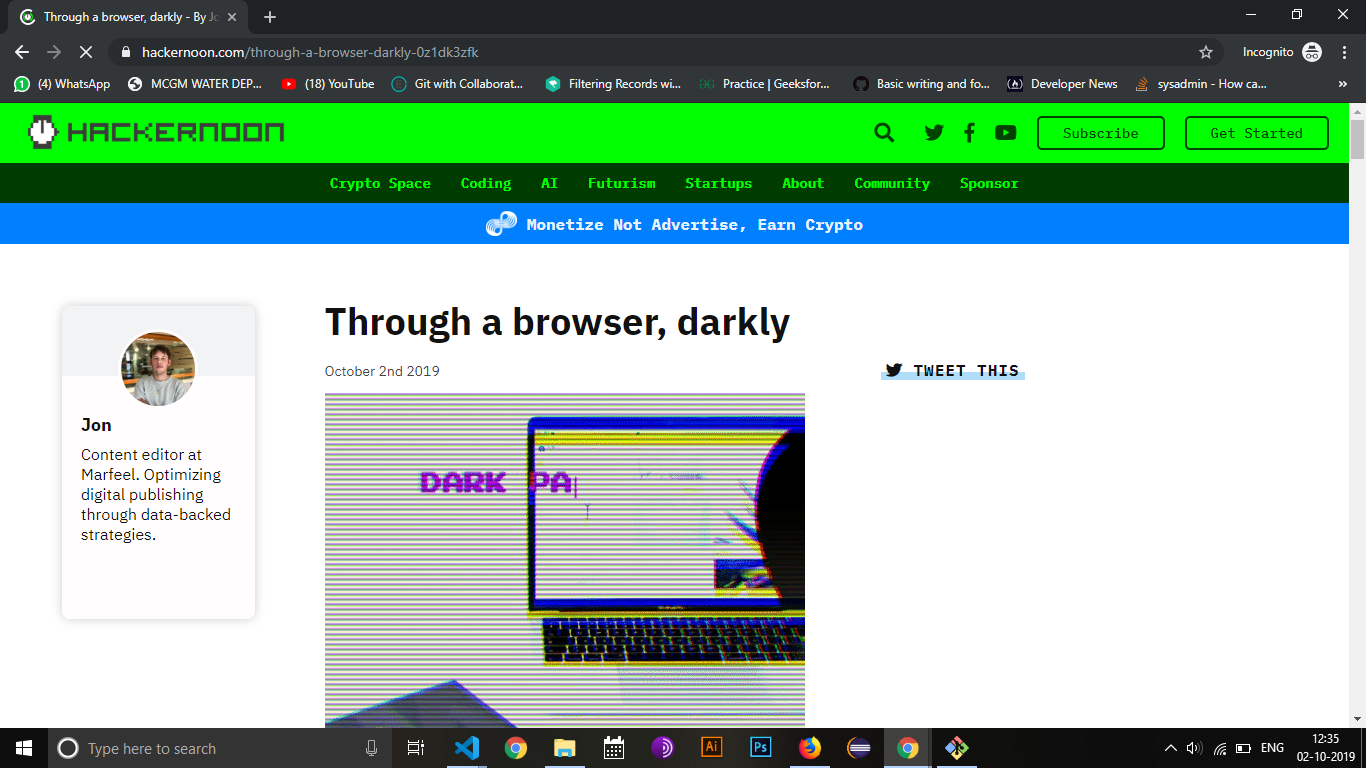 Through a browser, darkly - By Jo
hackernoon.com/through-a-browser-darkly-0z1dk3zfk
Incognito
(4) WhatsApp
MCGM WATER DEP...
(18) YouTube
Git with Collaborat...
Filtering Records wi...
Practice | Geeksfor...
Basic writing and fo...
Developer News
sysadmin - How ca...
»
HACKERNOON
Subscribe
Get Started
Crypto Space
Coding
AI
Futurism
Startups
About
Community
Sponsor
Monetize Not Advertise, Earn Crypto
Through a browser, darkly
October 2nd 2019
TWEET THIS
Jon
Content editor at
Marfeel. Optimizing
digital publishing
through data-backed
strategies.
DARK PA
Type here to search
Ai
Ps
ENG
12:35
02-10-2019